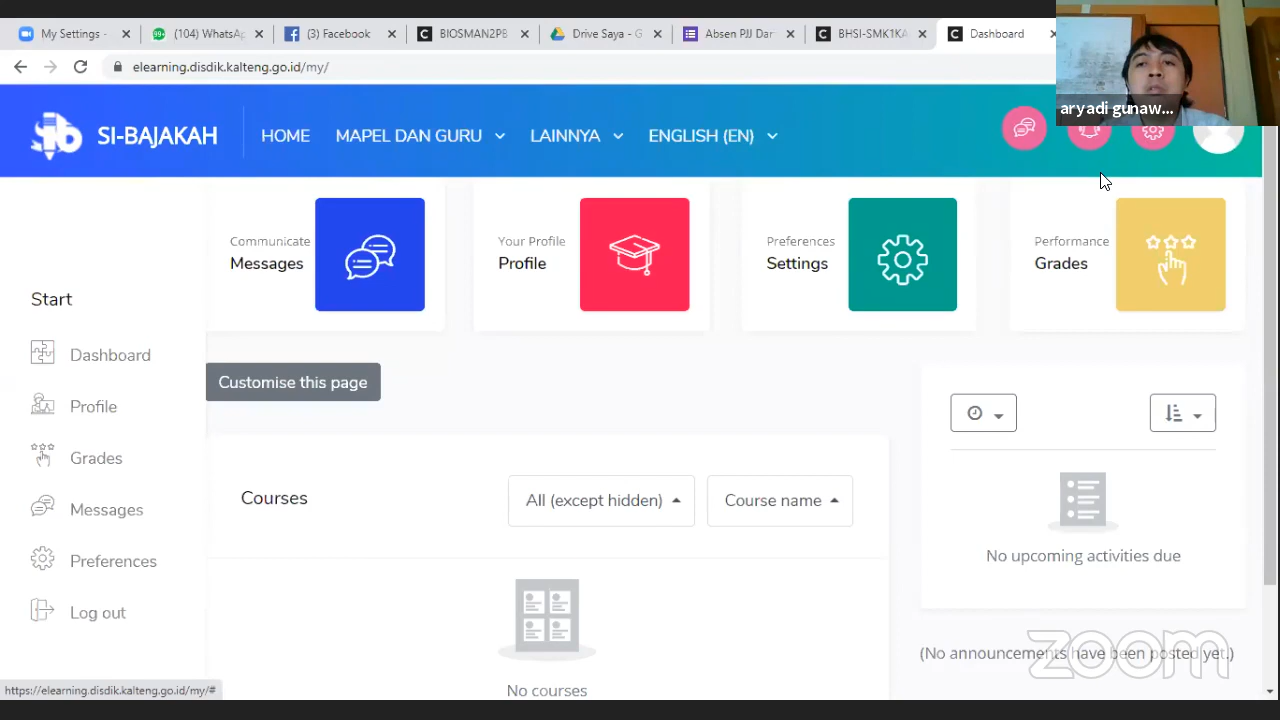 My Settings -
(104) WhatsAp
(3) Facebook
BIOSMAN2PB
Drive Saya - G
Absen PJJ Dar
BHSI-SMK1KA
Dashboard
elearning.disdik.kalteng.go.id/my/
aryadi gunaw...
SI-BAJAKAH
HOME
MAPEL DAN GURU
LAINNYA
ENGLISH (EN)
Communicate
Messages
Your Profile
Profile
Preferences
Settings
Performance
Grades
Start
Dashboard
Profile
Grades
Messages
Preferences
Log out
Customise this page
Courses
All (except hidden)
Course name
No courses
No upcoming activities due
(No announcements have been posted yet.)
zoom
https://elearning.disdik.kalteng.go.id/my/#